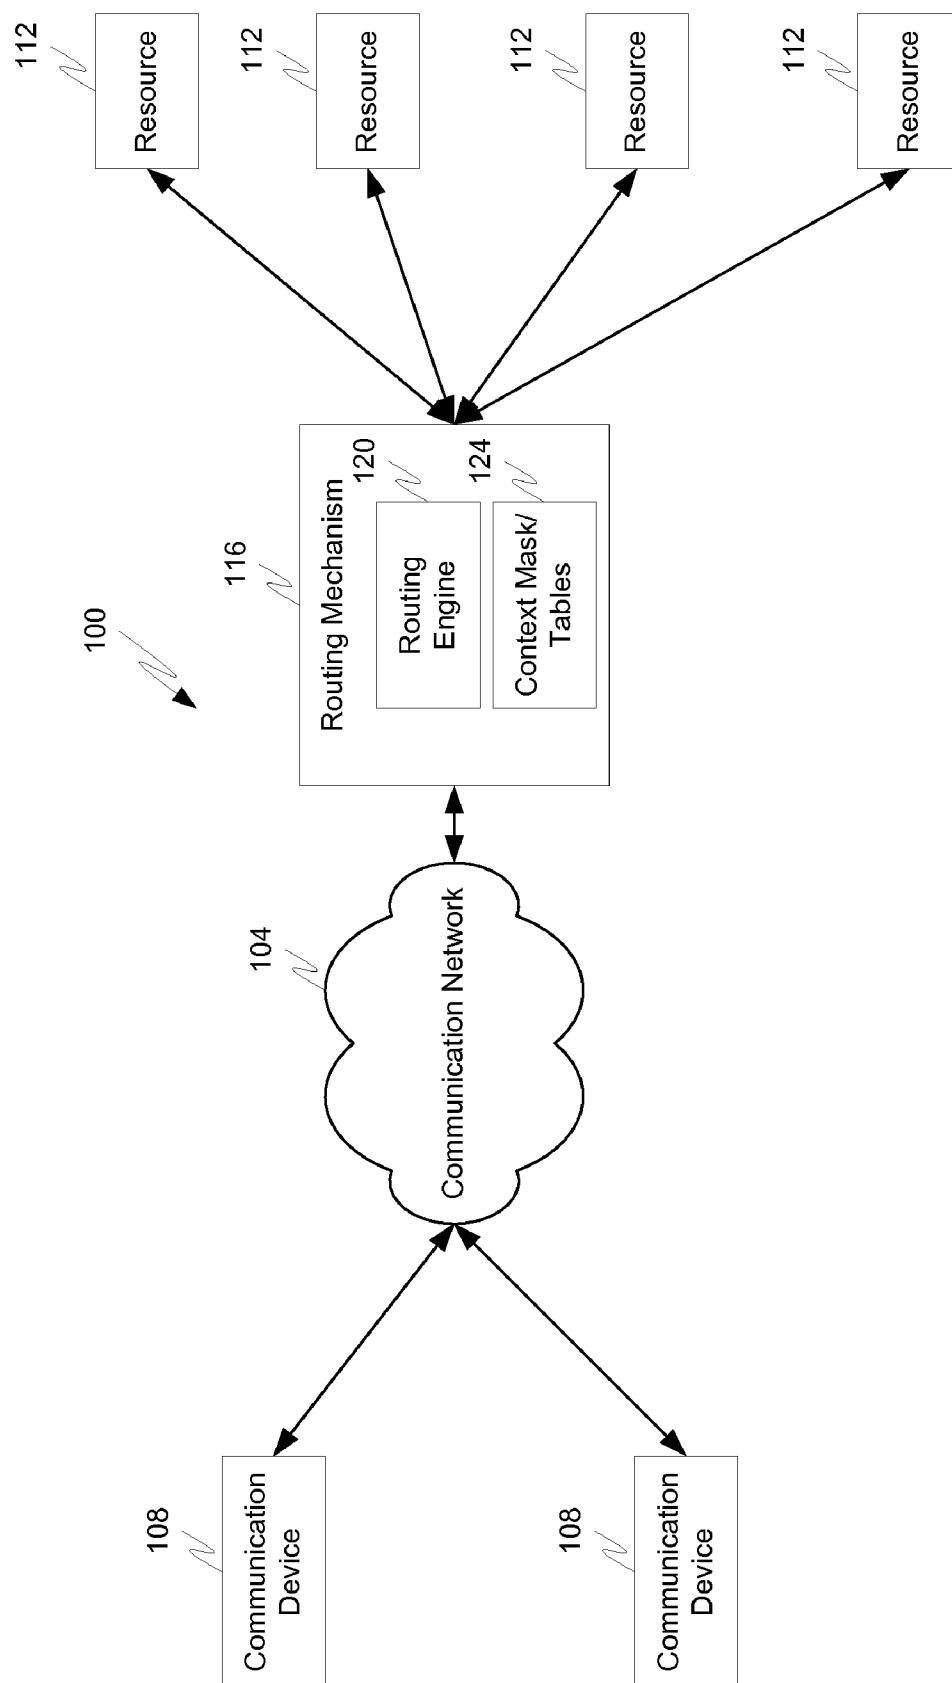 100
108
Communication
Device
108
Communication
Device
104
Communication Network
116
Routing Mechanism
120
Routing
Engine
124
Context Mask/
Tables
112
Resource
112
Resource
112
Resource
112
Resource